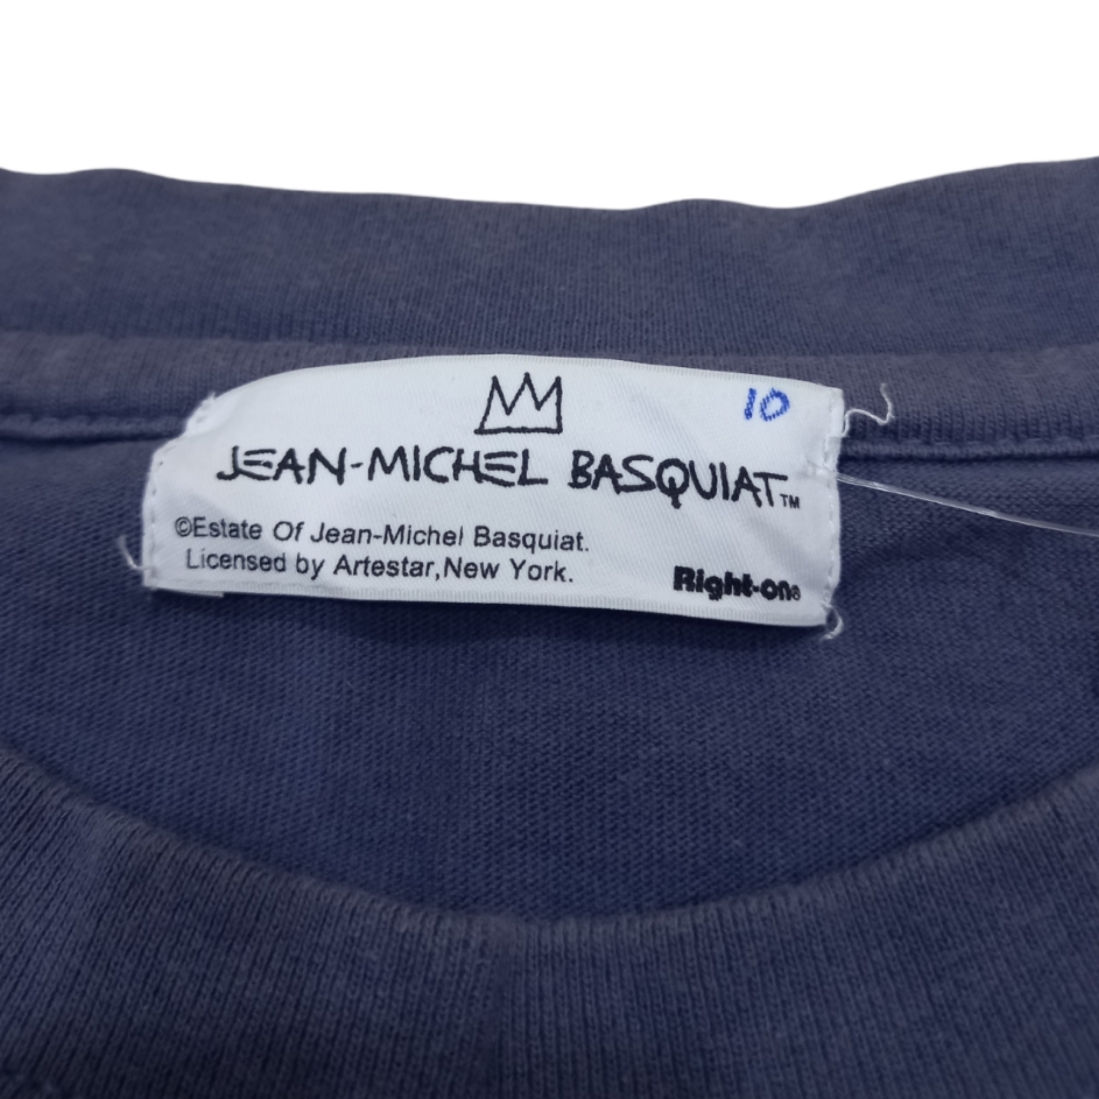 10
JEAN-MICHEL BASQUIAT™
©Estate Of Jean-Michel Basquiat.
Licensed by Artestar,New York.
Right-on®